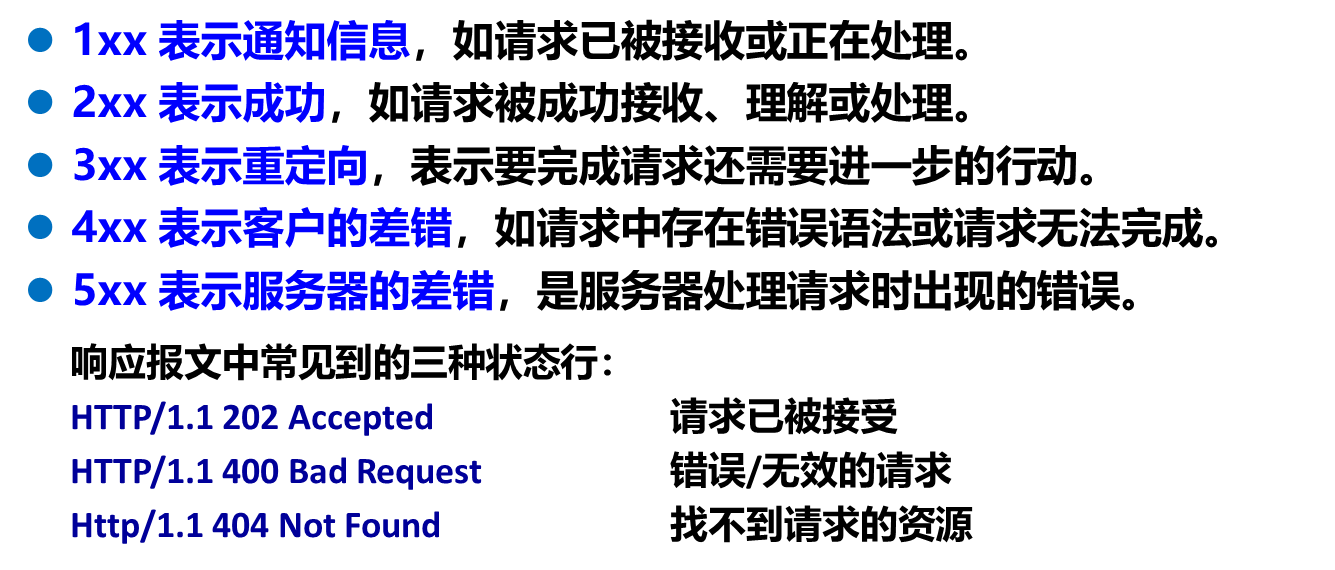 1xx 表示通知信息，如请求已被接收或正在处理。
2xx 表示成功，如请求被成功接收、理解或处理。
3xx 表示重定向，表示要完成请求还需要进一步的行动。
4xx 表示客户的差错，如请求中存在错误语法或请求无法完成。
5xx 表示服务器的差错，是服务器处理请求时出现的错误。
响应报文中常见到的三种状态行：
HTTP/1.1 202 Accepted 请求已被接受
HTTP/1.1 400 Bad Request 错误/无效的请求
Http/1.1 404 Not Found 找不到请求的资源